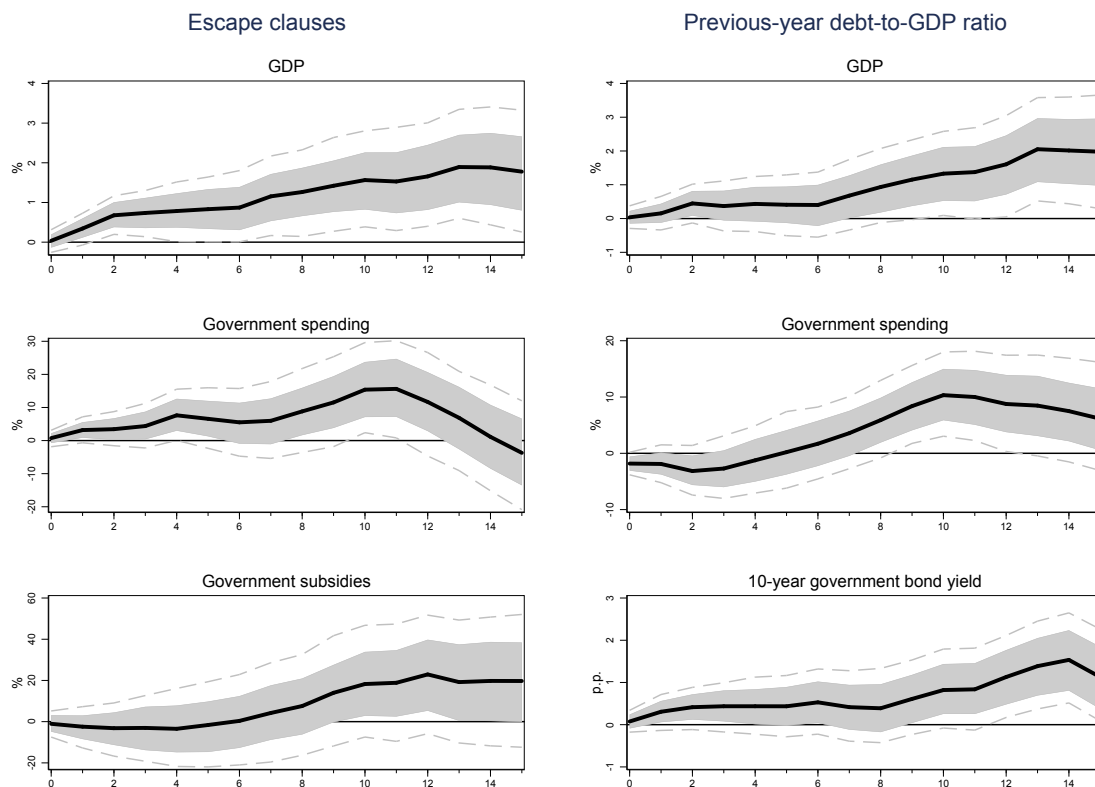 Escape clauses
Previous-year debt-to-GDP ratio
GDP
%
4
3
2
1
0
0 2 4 6 8 10 12 14
GDP
%
4
3
2
1
0
-1
0 2 4 6 8 10 12 14
Government spending
%
30
20
10
0
-10
20
0 2 4 6 8 10 12 14
Government spending
%
20
10
0
-10
0 2 4 6 8 10 12 14
Government subsidies
%
60
40
20
0
-20
0 2 4 6 8 10 12 14
10-year government bond yield
p.p.
3
2
1
0
-1
0 2 4 6 8 10 12 14